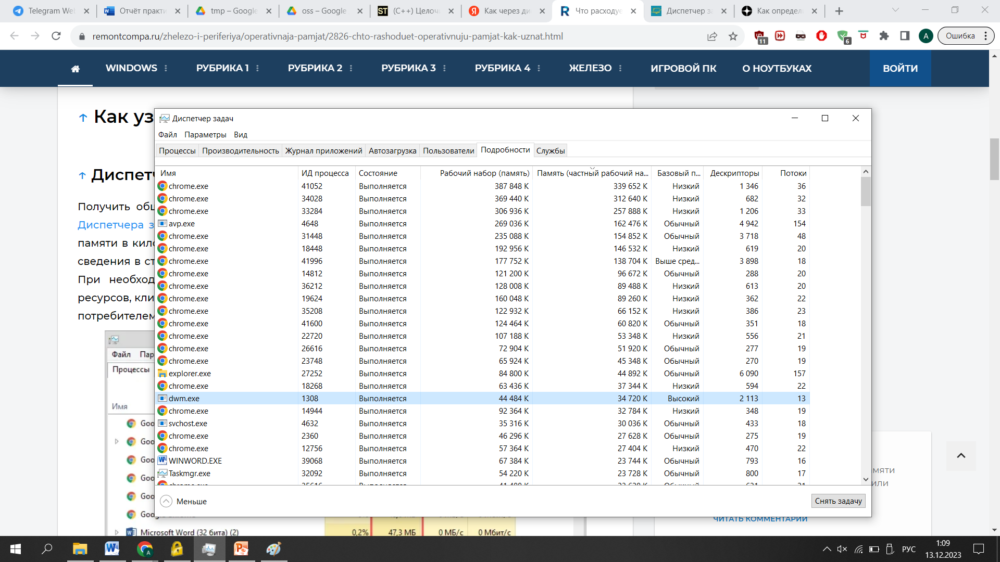 Telegram We
Отчёт практи
tmp – Google
oss – Google
ST (C++) Целоч
Как через ди
Что расходуе
Диспетчер за
Как определ
remontcompa.ru/zhelezo-i-periferiya/operativnaja-pamjat/2826-chto-rashoduet-operativnuju-pamjat-kak-uznat.html
11
6
A
Ошибка
WINDOWS РУБРИКА 1 РУБРИКА 2 РУБРИКА 3 РУБРИКА 4 ЖЕЛЕЗО ИГРОВОЙ ПК О НОУТБУКАХ ВОЙТИ
Как уз
Диспет
Получить об
Диспетчера з
памяти в кил
сведения в ст
При необход
ресурсов, кли
потребителем
Диспетчер задач
Файл Параметры Вид
Процессы Производительность Журнал приложений Автозагрузка Пользователи Подробности Службы
Имя ИД процесса Состояние Рабочий набор (память) Память (частный рабочий на... Базовый п... Дескрипторы Потоки
chrome.exe 41052 Выполняется 387 848 K 339 652 K Низкий 1 346 36
chrome.exe 34028 Выполняется 369 440 K 312 640 K Низкий 682 32
chrome.exe 33284 Выполняется 306 936 K 257 888 K Низкий 1 206 33
avp.exe 4648 Выполняется 269 036 K 162 476 K Обычный 4 942 154
chrome.exe 31448 Выполняется 235 088 K 154 852 K Обычный 3 718 48
chrome.exe 18448 Выполняется 192 956 K 146 532 K Низкий 619 20
chrome.exe 41996 Выполняется 177 752 K 138 704 K Выше сред... 3 898 18
chrome.exe 14812 Выполняется 121 200 K 96 672 K Обычный 288 20
chrome.exe 36212 Выполняется 128 008 K 89 488 K Низкий 613 20
chrome.exe 19624 Выполняется 160 048 K 89 260 K Низкий 362 22
chrome.exe 35208 Выполняется 122 932 K 66 152 K Низкий 386 23
chrome.exe 41600 Выполняется 124 464 K 60 820 K Обычный 351 18
chrome.exe 22720 Выполняется 107 188 K 53 348 K Низкий 556 21
chrome.exe 26616 Выполняется 72 904 K 51 920 K Обычный 277 19
chrome.exe 23748 Выполняется 65 924 K 45 348 K Обычный 270 19
explorer.exe 27252 Выполняется 84 800 K 44 892 K Обычный 6 090 157
chrome.exe 18268 Выполняется 63 436 K 37 344 K Низкий 594 22
dwm.exe 1308 Выполняется 44 484 K 34 720 K Высокий 2 113 13
chrome.exe 14944 Выполняется 92 364 K 32 784 K Низкий 348 19
svchost.exe 4632 Выполняется 35 316 K 30 036 K Обычный 433 18
chrome.exe 2360 Выполняется 46 296 K 27 628 K Обычный 275 19
chrome.exe 12756 Выполняется 57 364 K 27 404 K Низкий 470 22
WINWORD.EXE 39068 Выполняется 67 384 K 23 744 K Обычный 793 16
Taskmgr.exe 32092 Выполняется 54 220 K 23 728 K Обычный 800 17
Меньше
Снять задачу
Файл Пар
Процессы
Имя
Goo
Goo
Goo
Goo
Goo
Microsoft Word (32 бита) (2) 0,2% 47,3 МБ 0 МБ/с 0 Мбит/с
мяти
или
ЧИТАТЬ КОММЕНТАРИИ
РУС
1:09
13.12.2023